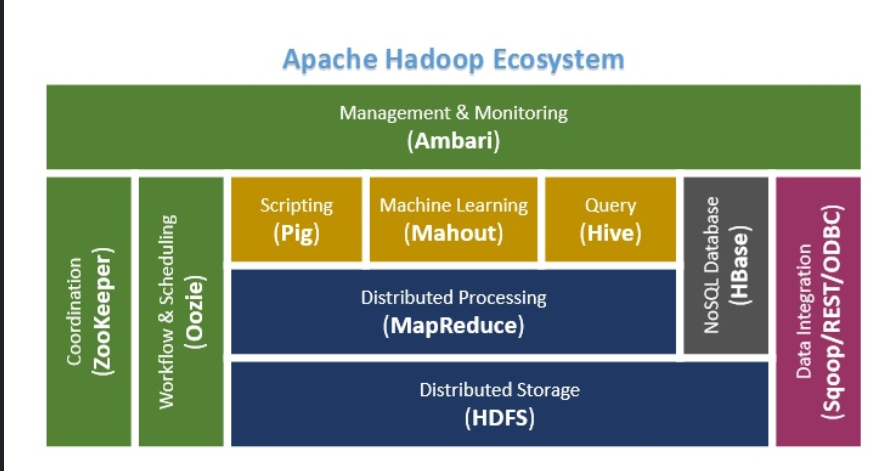 Apache Hadoop Ecosystem
Management & Monitoring
(Ambari)
Coordination
(ZooKeeper)
Workflow & Scheduling
(Oozie)
Scripting
(Pig)
Machine Learning
(Mahout)
Query
(Hive)
NoSQL Database
(HBase)
Data Integration
(Sqoop/REST/ODBC)
Distributed Processing
(MapReduce)
Distributed Storage
(HDFS)